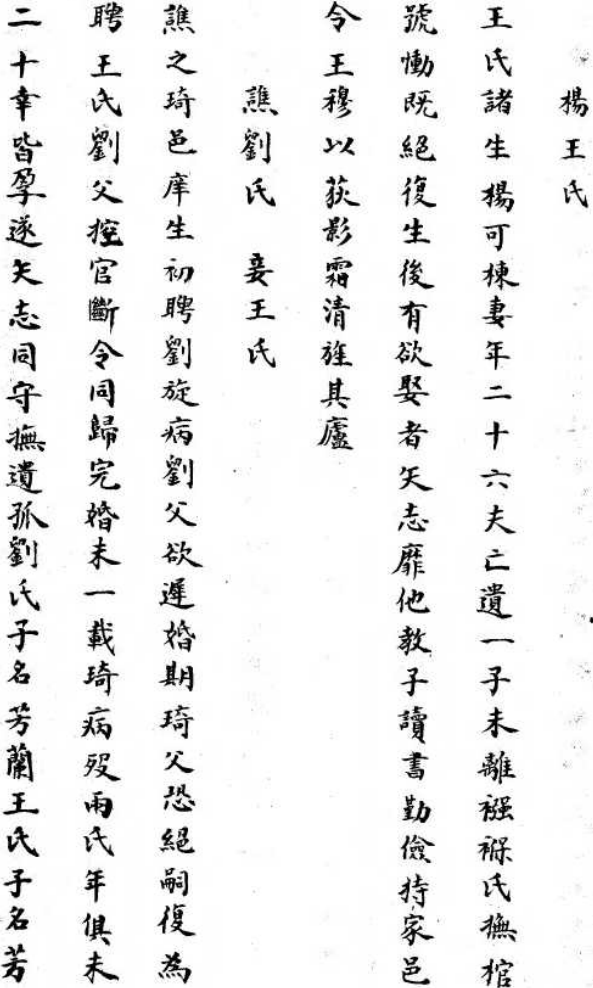 楊王氏
王氏諸生楊可棟妻年二十六夫亡遺一子未離襁褓氏撫棺
號慟既絕復生後有欲娶者矢志靡他教子讀書勤儉持家邑
令王穆以荻影霜清旌其廬
譙劉氏　妾王氏
譙之琦邑庠生初聘劉旋病劉父欲遲婚期琦父恐絕嗣復為
聘王氏劉父控官斷令同歸完婚未一載琦病歿兩氏年俱未
二十幸皆孕遂矢志同守撫遺孤劉氏子名芳蘭王氏子名芳